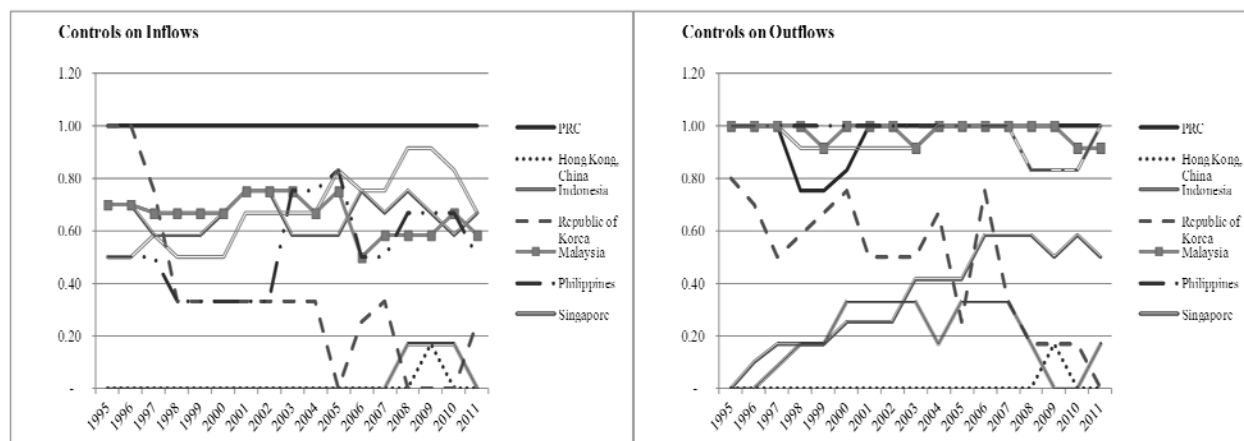 Controls on Inflows
1.20
1.00
0.80
0.60
0.40
0.20
-
1995
1996
1997
1998
1999
2000
2001
2002
2003
2004
2005
2006
2007
2008
2009
2010
2011
PRC
Hong Kong,
China
Indonesia
Republic of
Korea
Malaysia
Philippines
Singapore
Controls on Outflows
1.20
1.00
0.80
0.60
0.40
0.20
-
1995
1996
1997
1998
1999
2000
2001
2002
2003
2004
2005
2006
2007
2008
2009
2010
2011
PRC
Hong Kong,
China
Indonesia
Republic of
Korea
Malaysia
Philippines
Singapore